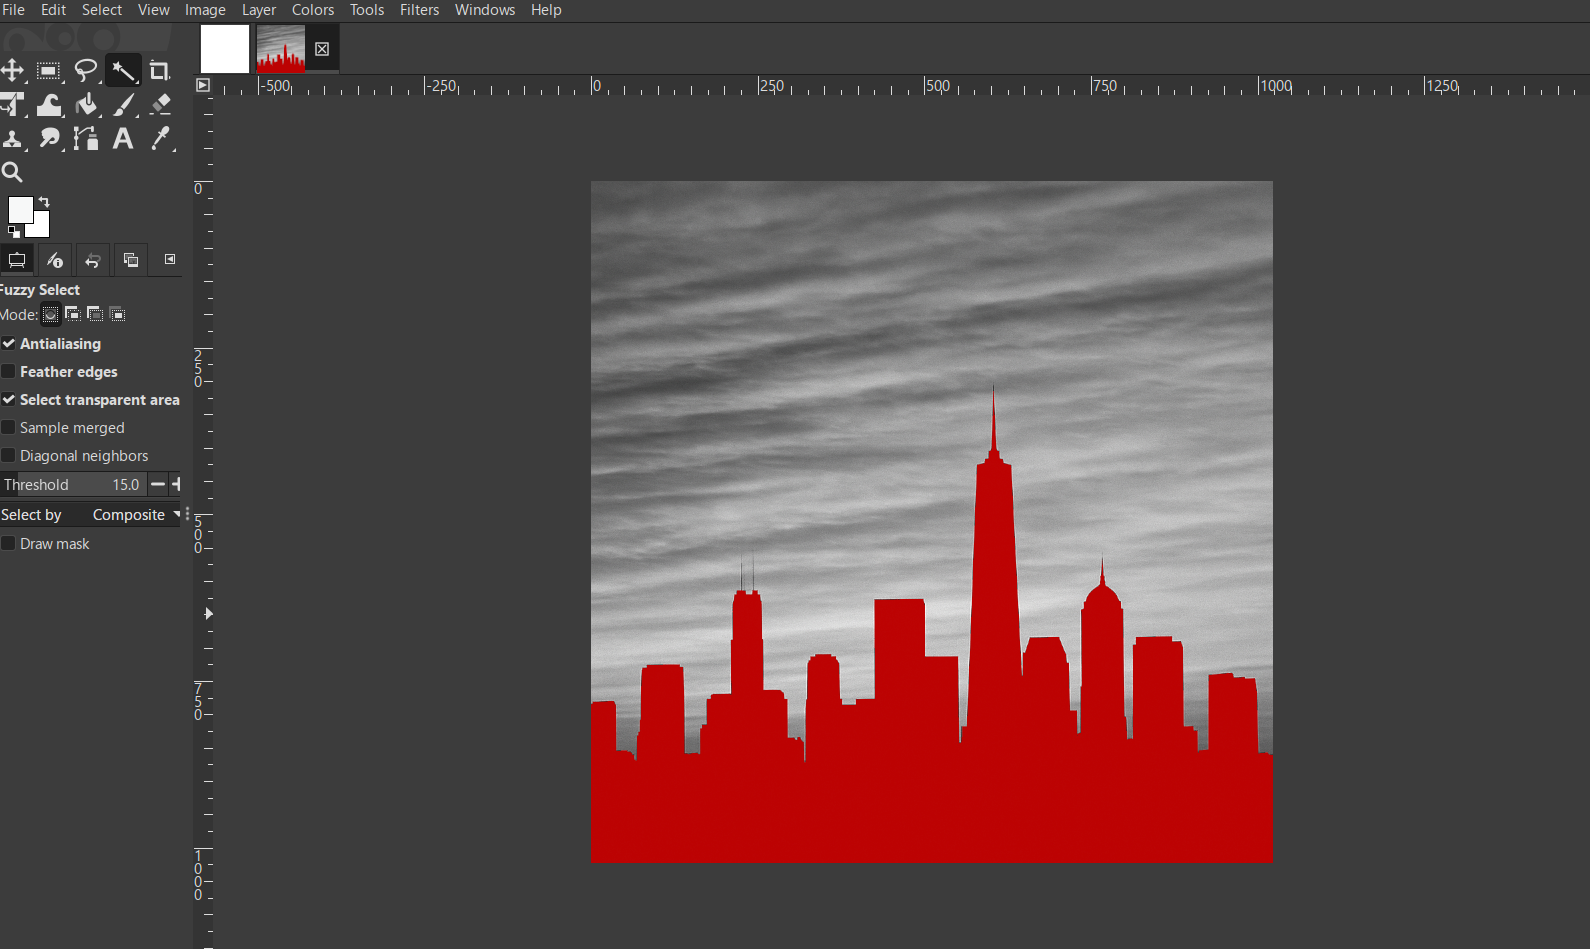 File Edit Select View Image Layer Colors Tools Filters Windows Help
-500 -250 0 250 500 750 1000 1250
0
250
500
750
1000
Fuzzy Select
Mode:
Antialiasing
Feather edges
Select transparent area
Sample merged
Diagonal neighbors
Threshold 15.0
Select by Composite
Draw mask